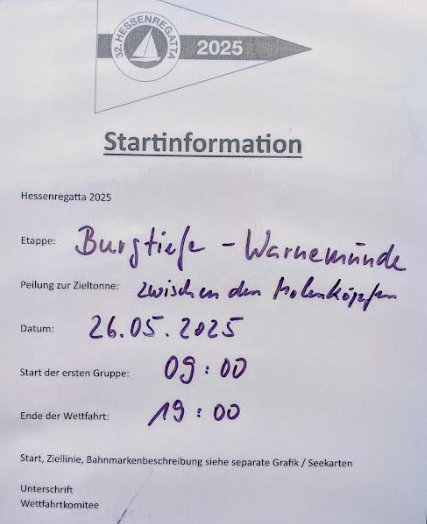 32. HESSENREGATTA
2025
Startinformation
Hessenregatta 2025
Etappe: Burgtiefe - Warnemünde
Peilung zur Zieltonne: zwischen den Molenköpfen
Datum: 26.05.2025
Start der ersten Gruppe: 09:00
Ende der Wettfahrt: 19:00
Start, Ziellinie, Bahnmarkenbeschreibung siehe separate Grafik / Seekarten
Unterschrift
Wettfahrtkomitee